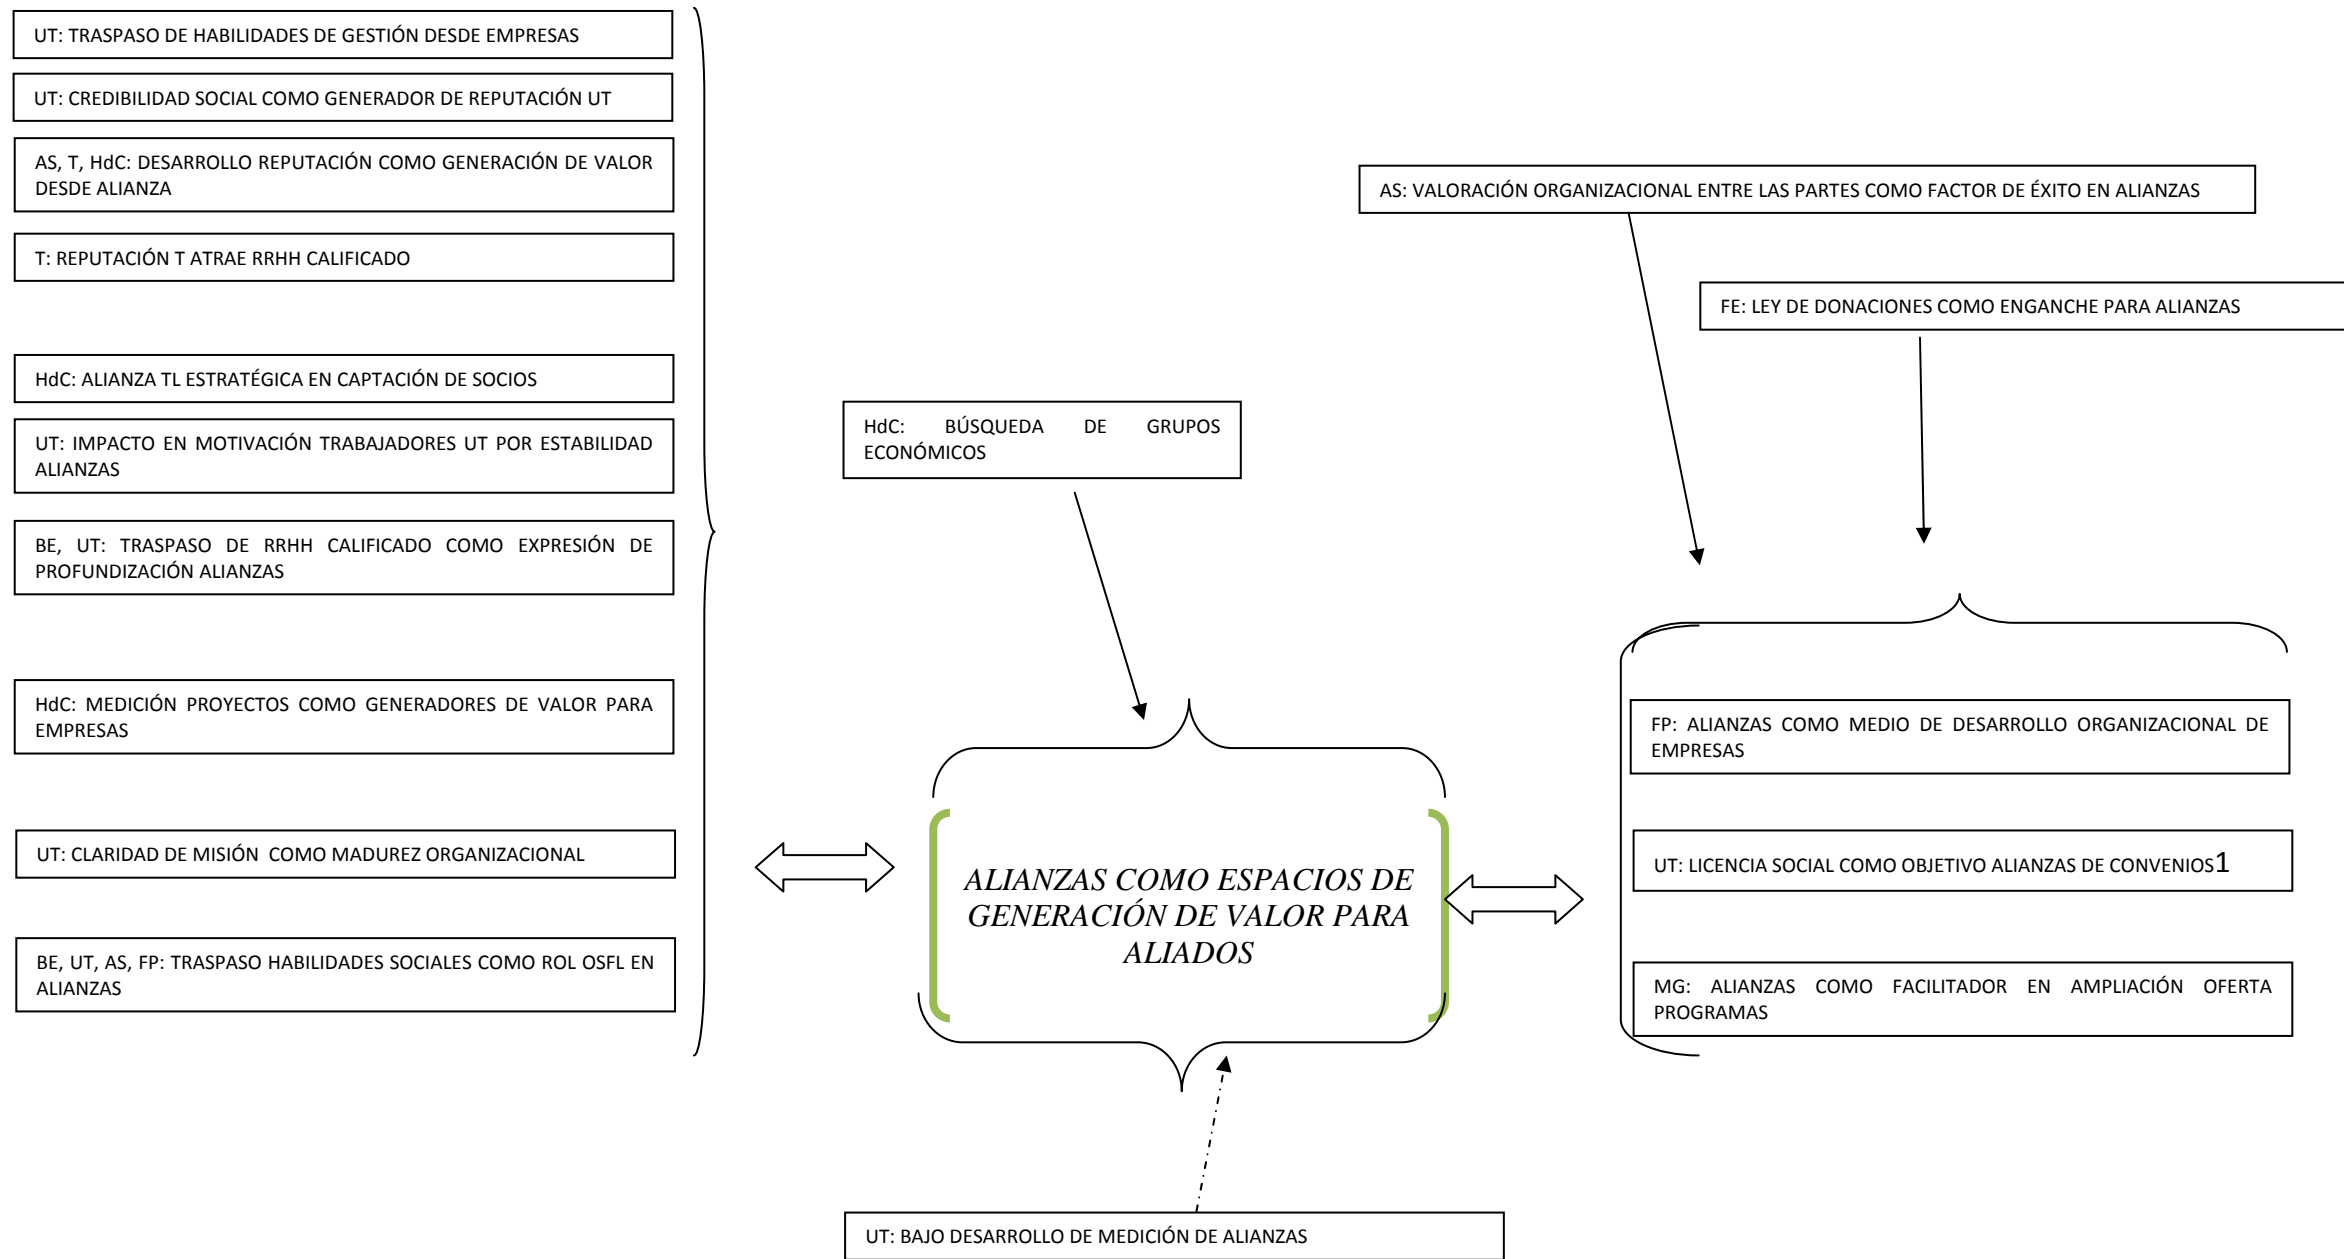 UT: TRASPASO DE HABILIDADES DE GESTIÓN DESDE EMPRESAS
UT: CREDIBILIDAD SOCIAL COMO GENERADOR DE REPUTACIÓN UT
AS, T, HdC: DESARROLLO REPUTACIÓN COMO GENERACIÓN DE VALOR
DESDE ALIANZA
T: REPUTACIÓN T ATRAE RRHH CALIFICADO
HdC: ALIANZA TL ESTRATÉGICA EN CAPTACIÓN DE SOCIOS
UT: IMPACTO EN MOTIVACIÓN TRABAJADORES UT POR ESTABILIDAD
ALIANZAS
BE, UT: TRASPASO DE RRHH CALIFICADO COMO EXPRESIÓN DE
PROFUNDIZACIÓN ALIANZAS
HdC: MEDICIÓN PROYECTOS COMO GENERADORES DE VALOR PARA
EMPRESAS
UT: CLARIDAD DE MISIÓN COMO MADUREZ ORGANIZACIONAL
BE, UT, AS, FP: TRASPASO HABILIDADES SOCIALES COMO ROL OSFL EN
ALIANZAS
HdC: BÚSQUEDA DE GRUPOS
ECONÓMICOS
ALIANZAS COMO ESPACIOS DE
GENERACIÓN DE VALOR PARA
ALIADOS
UT: BAJO DESARROLLO DE MEDICIÓN DE ALIANZAS
AS: VALORACIÓN ORGANIZACIONAL ENTRE LAS PARTES COMO FACTOR DE ÉXITO EN ALIANZAS
FE: LEY DE DONACIONES COMO ENGANCHE PARA ALIANZAS
FP: ALIANZAS COMO MEDIO DE DESARROLLO ORGANIZACIONAL DE
EMPRESAS
UT: LICENCIA SOCIAL COMO OBJETIVO ALIANZAS DE CONVENIOS1
MG: ALIANZAS COMO FACILITADOR EN AMPLIACIÓN OFERTA
PROGRAMAS